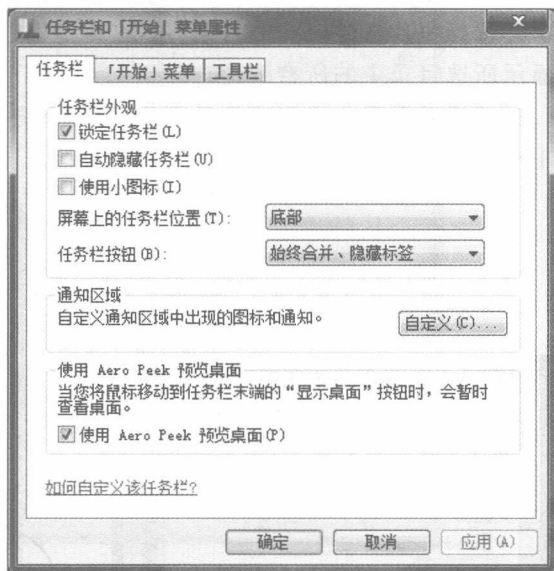 任务栏和「开始」菜单属性
任务栏 「开始」菜单 工具栏
任务栏外观
锁定任务栏(L)
自动隐藏任务栏(U)
使用小图标(I)
屏幕上的任务栏位置(T): 底部
任务栏按钮(B): 始终合并、隐藏标签
通知区域
自定义通知区域中出现的图标和通知。 自定义(C)...
使用 Aero Peek 预览桌面
当您将鼠标移动到任务栏末端的“显示桌面”按钮时，会暂时
查看桌面。
使用 Aero Peek 预览桌面(P)
如何自定义该任务栏?
确定 取消 应用(A)